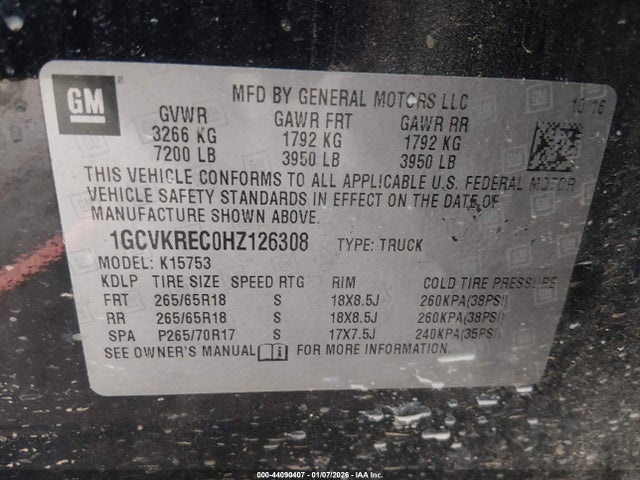 GM
MFD BY GENERAL MOTORS LLC 10/16
GVWR GAWR FRT GAWR RR
3266 KG 1792 KG 1792 KG
7200 LB 3950 LB 3950 LB
THIS VEHICLE CONFORMS TO ALL APPLICABLE U.S. FEDERAL MOTOR
VEHICLE SAFETY STANDARDS IN EFFECT ON THE DATE OF
MANUFACTURE SHOWN ABOVE.
1GCVKREC0HZ126308 TYPE: TRUCK
MODEL: K15753
KDLP TIRE SIZE SPEED RTG RIM COLD TIRE PRESSURE
FRT 265/65R18 S 18X8.5J 260KPA(38PSI)
RR 265/65R18 S 18X8.5J 260KPA(38PSI)
SPA P265/70R17 S 17X7.5J 240KPA(35PSI)
SEE OWNER'S MANUAL FOR MORE INFORMATION.
000-44090407 | 01/07/2026 | IAA Inc.